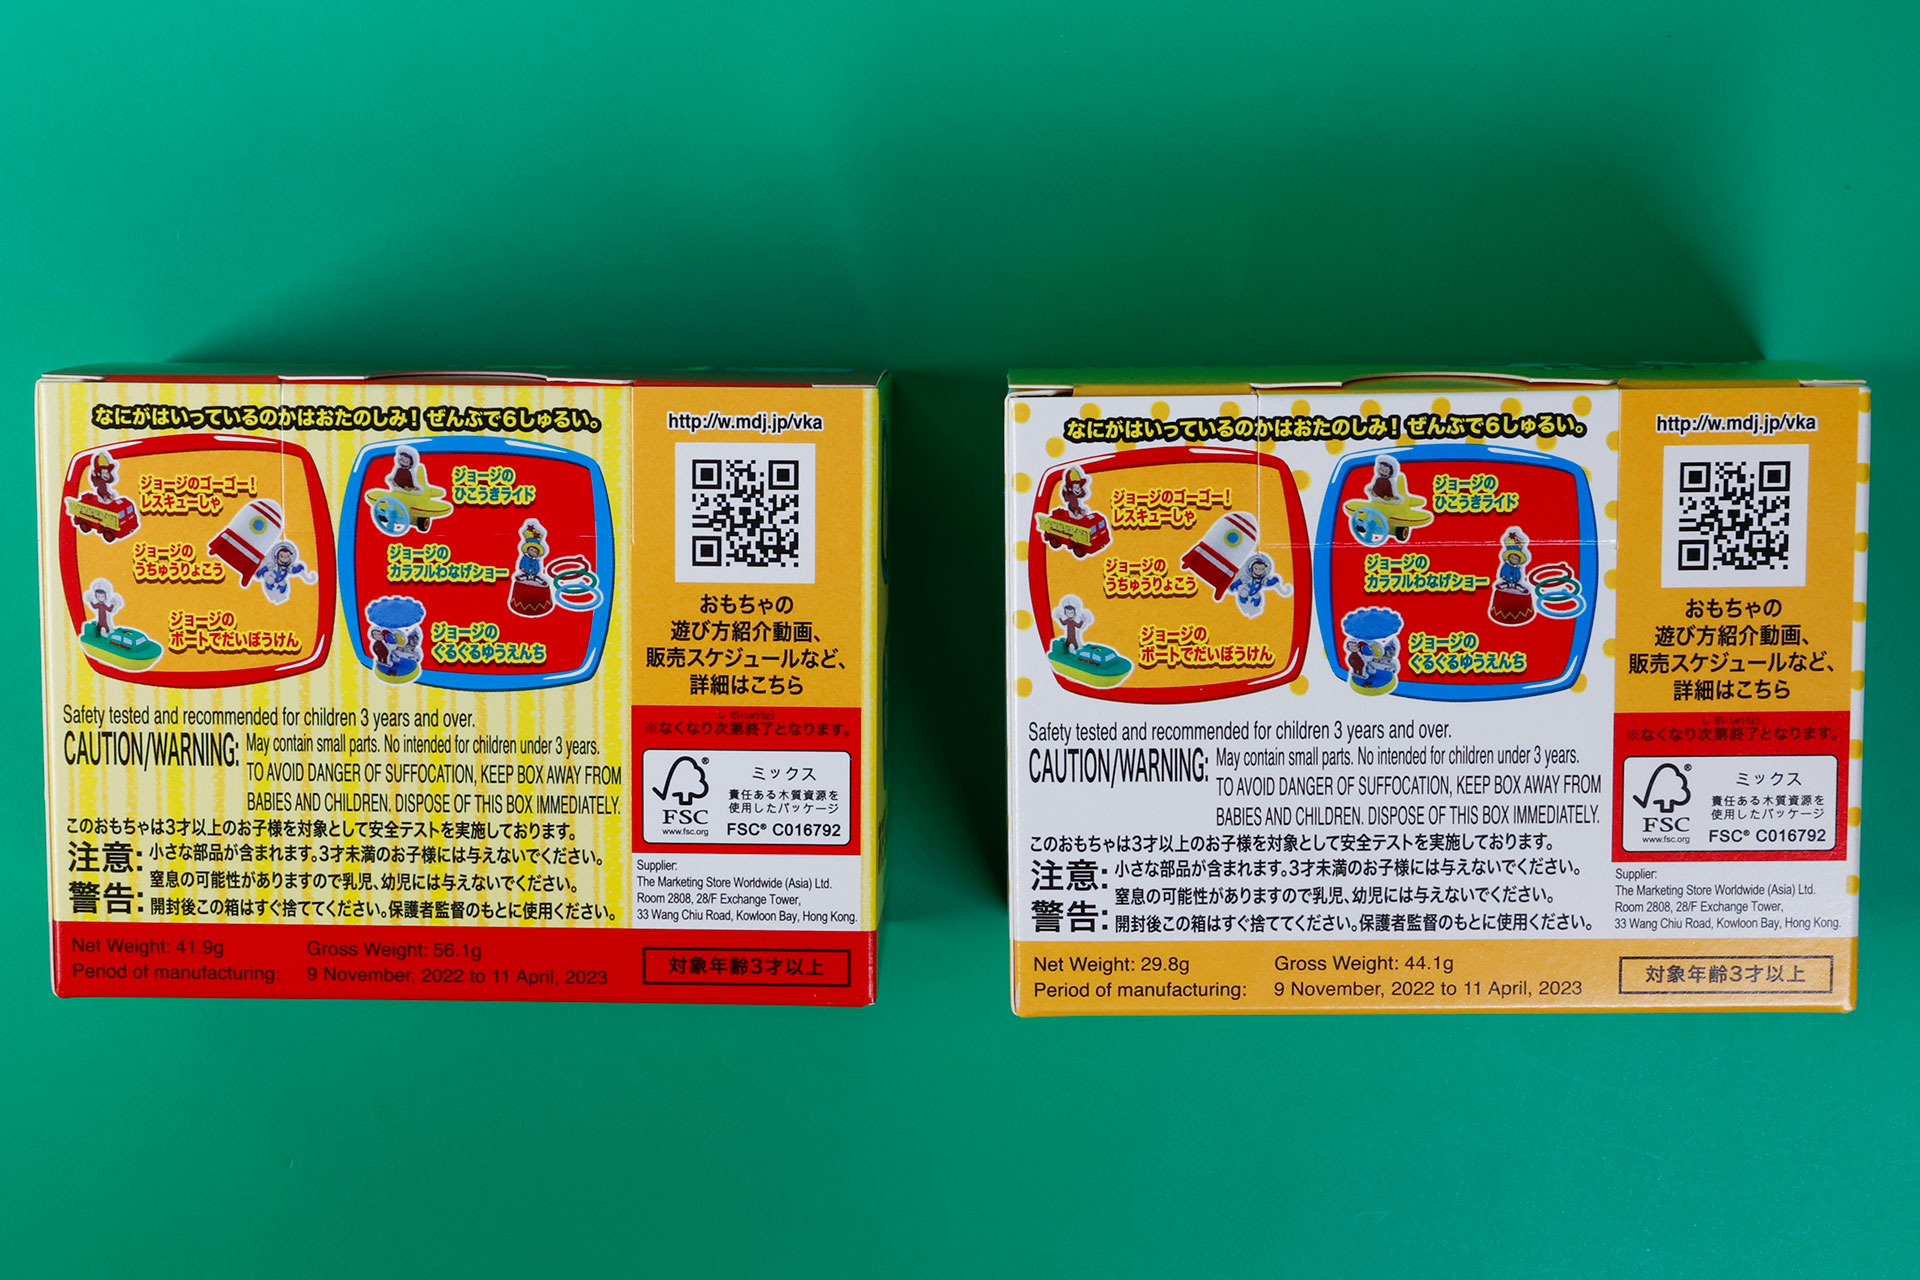 なにがはいっているのかはおたのしみ！ぜんぶで6しゅるい。
ジョージのゴーゴー！
レスキューしゃ
ジョージの
うちゅうりょこう
ジョージの
ボートでだいぼうけん
ジョージの
ひこうきライド
ジョージの
カラフルわなげショー
ジョージの
ぐるぐるゆうえんち
Safety tested and recommended for children 3 years and over.
CAUTION/WARNING: May contain small parts. No intended for children under 3 years.
TO AVOID DANGER OF SUFFOCATION, KEEP BOX AWAY FROM
BABIES AND CHILDREN. DISPOSE OF THIS BOX IMMEDIATELY.
このおもちゃは3才以上のお子様を対象として安全テストを実施しております。
注意: 小さな部品が含まれます。3才未満のお子様には与えないでください。
窒息の可能性がありますので乳児、幼児には与えないでください。
警告: 開封後この箱はすぐ捨ててください。保護者監督のもとに使用ください。
Net Weight: 41.9g Gross Weight: 56.1g
Period of manufacturing: 9 November, 2022 to 11 April, 2023
http://w.mdj.jp/vka
おもちゃの
遊び方紹介動画、
販売スケジュールなど、
詳細はこちら
し だいしゅうりょう
※なくなり次第終了となります。
FSC®
www.fsc.org
ミックス
責任ある木質資源を
使用したパッケージ
FSC® C016792
Supplier:
The Marketing Store Worldwide (Asia) Ltd.
Room 2808, 28/F Exchange Tower,
33 Wang Chiu Road, Kowloon Bay, Hong Kong.
対象年齢3才以上
なにがはいっているのかはおたのしみ！ぜんぶで6しゅるい。
ジョージのゴーゴー！
レスキューしゃ
ジョージの
うちゅうりょこう
ジョージの
ボートでだいぼうけん
ジョージの
ひこうきライド
ジョージの
カラフルわなげショー
ジョージの
ぐるぐるゆうえんち
Safety tested and recommended for children 3 years and over.
CAUTION/WARNING: May contain small parts. No intended for children under 3 years.
TO AVOID DANGER OF SUFFOCATION, KEEP BOX AWAY FROM
BABIES AND CHILDREN. DISPOSE OF THIS BOX IMMEDIATELY.
このおもちゃは3才以上のお子様を対象として安全テストを実施しております。
注意: 小さな部品が含まれます。3才未満のお子様には与えないでください。
窒息の可能性がありますので乳児、幼児には与えないでください。
警告: 開封後この箱はすぐ捨ててください。保護者監督のもとに使用ください。
Net Weight: 29.8g Gross Weight: 44.1g
Period of manufacturing: 9 November, 2022 to 11 April, 2023
http://w.mdj.jp/vka
おもちゃの
遊び方紹介動画、
販売スケジュールなど、
詳細はこちら
し だいしゅうりょう
※なくなり次第終了となります。
FSC®
www.fsc.org
ミックス
責任ある木質資源を
使用したパッケージ
FSC® C016792
Supplier:
The Marketing Store Worldwide (Asia) Ltd.
Room 2808, 28/F Exchange Tower,
33 Wang Chiu Road, Kowloon Bay, Hong Kong.
対象年齢3才以上